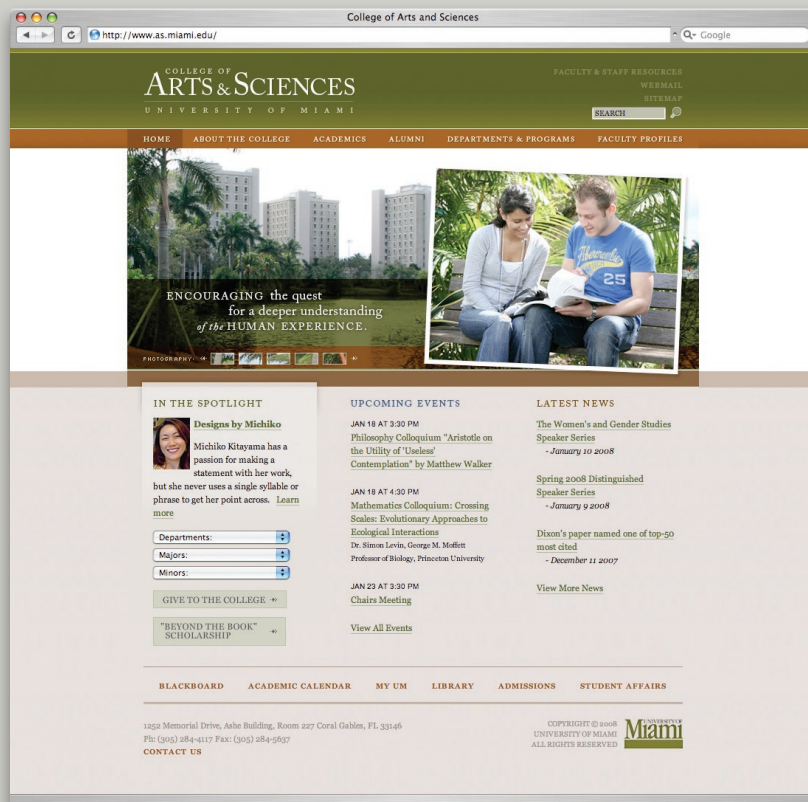 College of Arts and Sciences
http://www.as.miami.edu/
Google
COLLEGE OF
ARTS & SCIENCES
UNIVERSITY OF MIAMI
FACULTY & STAFF RESOURCES
WEBMAIL
SITEMAP
SEARCH
HOME ABOUT THE COLLEGE ACADEMICS ALUMNI DEPARTMENTS & PROGRAMS FACULTY PROFILES
Abercrombie
25
ENCOURAGING the quest
for a deeper understanding
of the HUMAN EXPERIENCE.
PHOTOGRAPHY:
IN THE SPOTLIGHT
Designs by Michiko
Michiko Kitayama has a
passion for making a
statement with her work,
but she never uses a single syllable or
phrase to get her point across. Learn
more
Departments:
Majors:
Minors:
GIVE TO THE COLLEGE
"BEYOND THE BOOK"
SCHOLARSHIP
UPCOMING EVENTS
JAN 18 AT 3:30 PM
Philosophy Colloquium "Aristotle on
the Utility of 'Useless'
Contemplation" by Matthew Walker
JAN 18 AT 4:30 PM
Mathematics Colloquium: Crossing
Scales: Evolutionary Approaches to
Ecological Interactions
Dr. Simon Levin, George M. Moffett
Professor of Biology, Princeton University
JAN 23 AT 3:30 PM
Chairs Meeting
View All Events
LATEST NEWS
The Women's and Gender Studies
Speaker Series
- January 10 2008
Spring 2008 Distinguished
Speaker Series
- January 9 2008
Dixon's paper named one of top-50
most cited
- December 11 2007
View More News
BLACKBOARD ACADEMIC CALENDAR MY UM LIBRARY ADMISSIONS STUDENT AFFAIRS
1252 Memorial Drive, Ashe Building, Room 227 Coral Gables, FL 33146
Ph: (305) 284-4117 Fax: (305) 284-5637
CONTACT US
COPYRIGHT © 2008
UNIVERSITY OF MIAMI
ALL RIGHTS RESERVED
UNIVERSITY OF
Miami